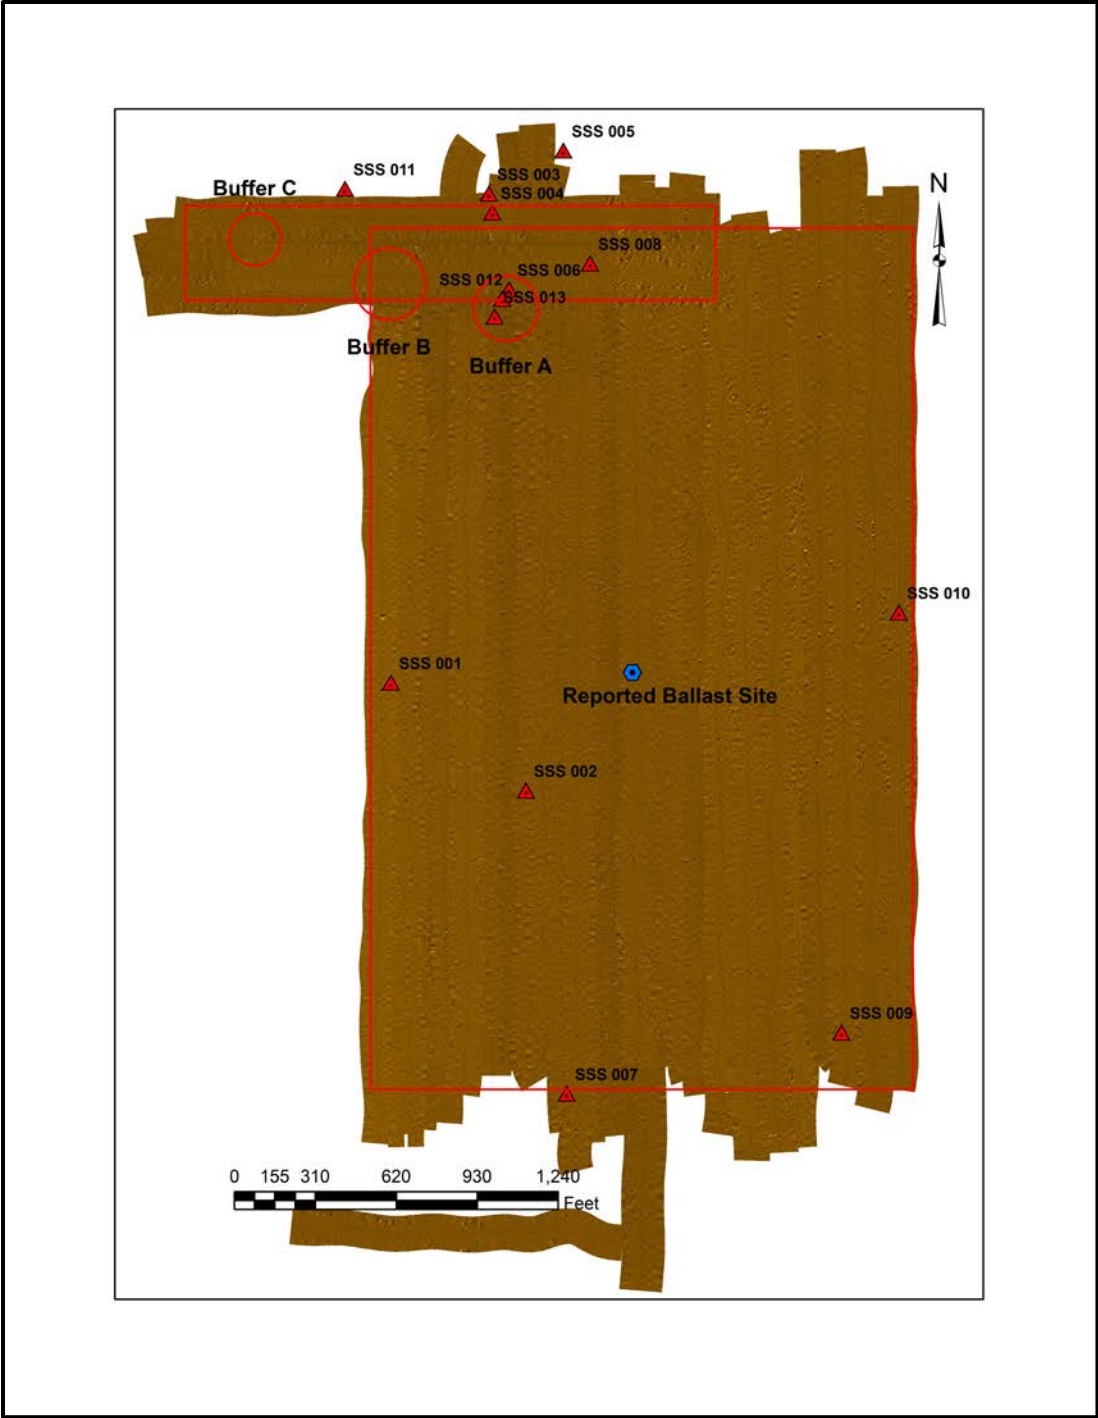 SSS 005
SSS 011
SSS 003
N
Buffer C
SSS 004
SSS 008
SSS 006
SSS 012
SSS 013
Buffer B
Buffer A
SSS 010
SSS 001
Reported Ballast Site
SSS 002
SSS 009
SSS 007
0 155 310 620 930 1,240
Feet